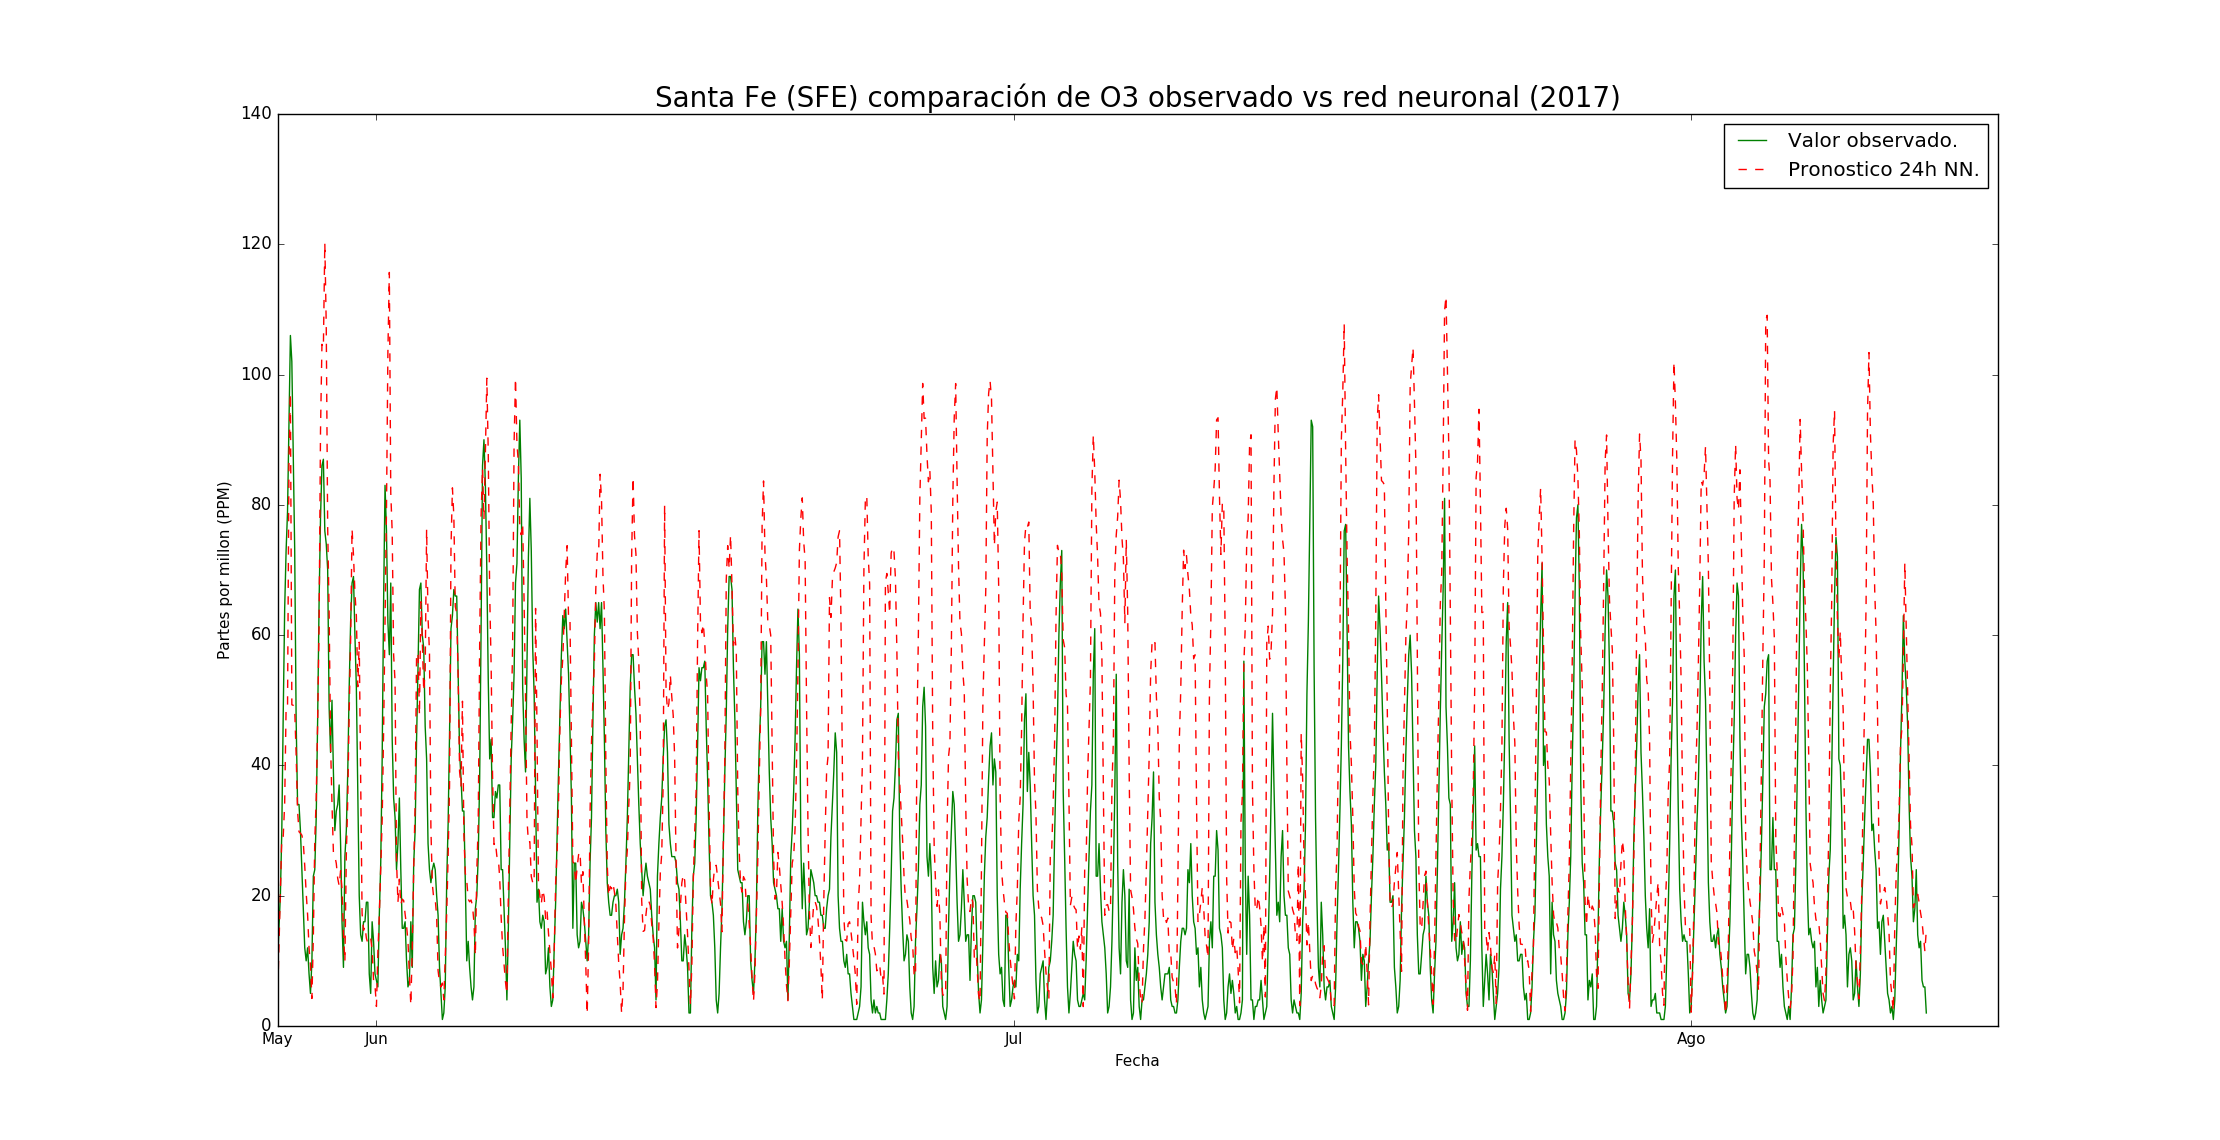 Santa Fe (SFE) comparación de O3 observado vs red neuronal (2017)
140
120
100
80
60
40
20
0
Partes por millon (PPM)
Valor observado.
Pronostico 24h NN.
May
Jun
Jul
Ago
Fecha